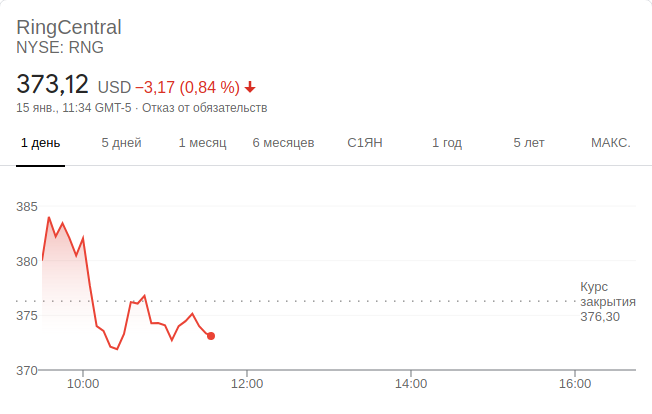 RingCentral
NYSE: RNG
373,12 USD −3,17 (0,84 %)
15 янв., 11:34 GMT-5 · Отказ от обязательств
1 день 5 дней 1 месяц 6 месяцев С1ЯН 1 год 5 лет МАКС.
385
380
Курс
закрытия
376,30
375
370
10:00 12:00 14:00 16:00